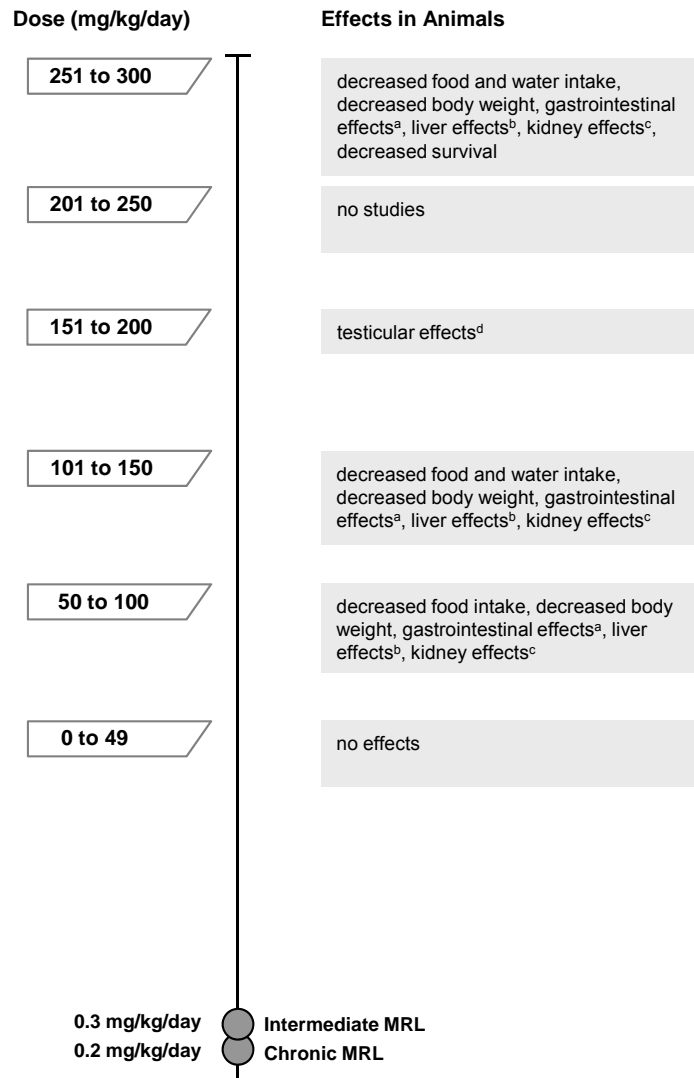 Dose (mg/kg/day) Effects in Animals
251 to 300
decreased food and water intake,
decreased body weight, gastrointestinal
effectsᵃ, liver effectsᵇ, kidney effectsᶜ,
decreased survival
201 to 250
no studies
151 to 200
testicular effectsᵈ
101 to 150
decreased food and water intake,
decreased body weight, gastrointestinal
effectsᵃ, liver effectsᵇ, kidney effectsᶜ
50 to 100
decreased food intake, decreased body
weight, gastrointestinal effectsᵃ, liver
effectsᵇ, kidney effectsᶜ
0 to 49
no effects
0.3 mg/kg/day Intermediate MRL
0.2 mg/kg/day Chronic MRL